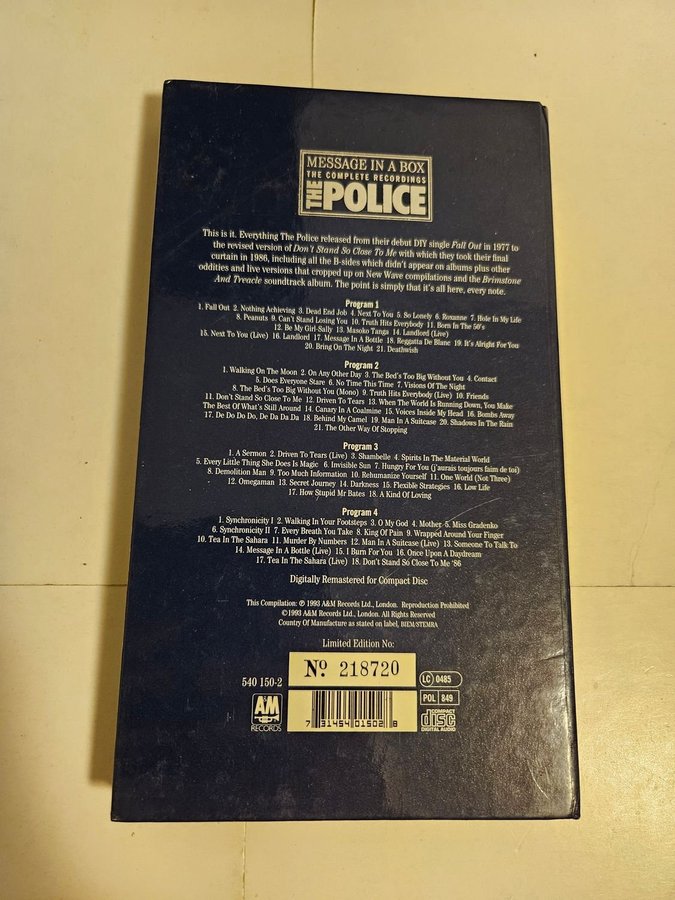 MESSAGE IN A BOX
THE COMPLETE RECORDINGS
THE POLICE
This is it. Everything The Police released from their debut DIY single Fall Out in 1977 to
the revised version of Don't Stand So Close To Me with which they took their final
curtain in 1986, including all the B-sides which didn't appear on albums plus other
oddities and live versions that cropped up on New Wave compilations and the Brimstone
And Treacle soundtrack album. The point is simply that it's all here, every note.
Program 1
1. Fall Out 2. Nothing Achieving 3. Dead End Job 4. Next To You 5. So Lonely 6. Roxanne 7. Hole In My Life
8. Peanuts 9. Can't Stand Losing You 10. Truth Hits Everybody 11. Born In The 50's
12. Be My Girl-Sally 13. Masoko Tanga 14. Landlord (Live)
15. Next To You (Live) 16. Landlord 17. Message In A Bottle 18. Reggatta De Blanc 19. It's Alright For You
20. Bring On The Night 21. Deathwish
Program 2
1. Walking On The Moon 2. On Any Other Day 3. The Bed's Too Big Without You 4. Contact
5. Does Everyone Stare 6. No Time This Time 7. Visions Of The Night
8. The Bed's Too Big Without You (Mono) 9. Truth Hits Everybody (Live) 10. Friends
11. Don't Stand So Close To Me 12. Driven To Tears 13. When The World Is Running Down, You Make
The Best Of What's Still Around 14. Canary In A Coalmine 15. Voices Inside My Head 16. Bombs Away
17. De Do Do Do, De Da Da Da 18. Behind My Camel 19. Man In A Suitcase 20. Shadows In The Rain
21. The Other Way Of Stopping
Program 3
1. A Sermon 2. Driven To Tears (Live) 3. Shambelle 4. Spirits In The Material World
5. Every Little Thing She Does Is Magic 6. Invisible Sun 7. Hungry For You (j'aurais toujours faim de toi)
8. Demolition Man 9. Too Much Information 10. Rehumanize Yourself 11. One World (Not Three)
12. Omegaman 13. Secret Journey 14. Darkness 15. Flexible Strategies 16. Low Life
17. How Stupid Mr Bates 18. A Kind Of Loving
Program 4
1. Synchronicity I 2. Walking In Your Footsteps 3. O My God 4. Mother 5. Miss Gradenko
6. Synchronicity II 7. Every Breath You Take 8. King Of Pain 9. Wrapped Around Your Finger
10. Tea In The Sahara 11. Murder By Numbers 12. Man In A Suitcase (Live) 13. Someone To Talk To
14. Message In A Bottle (Live) 15. I Burn For You 16. Once Upon A Daydream
17. Tea In The Sahara (Live) 18. Don't Stand So Close To Me '86
Digitally Remastered for Compact Disc
This Compilation: ℗ 1993 A&M Records Ltd., London. Reproduction Prohibited
©1993 A&M Records Ltd., London. All Rights Reserved
Country Of Manufacture as stated on label, BIEM/STEMRA
Limited Edition No:
540 150-2
Nº 218720
LC 0485
POL 849
A&M
RECORDS
7 31454 01502 8
COMPACT
disc
DIGITAL AUDIO